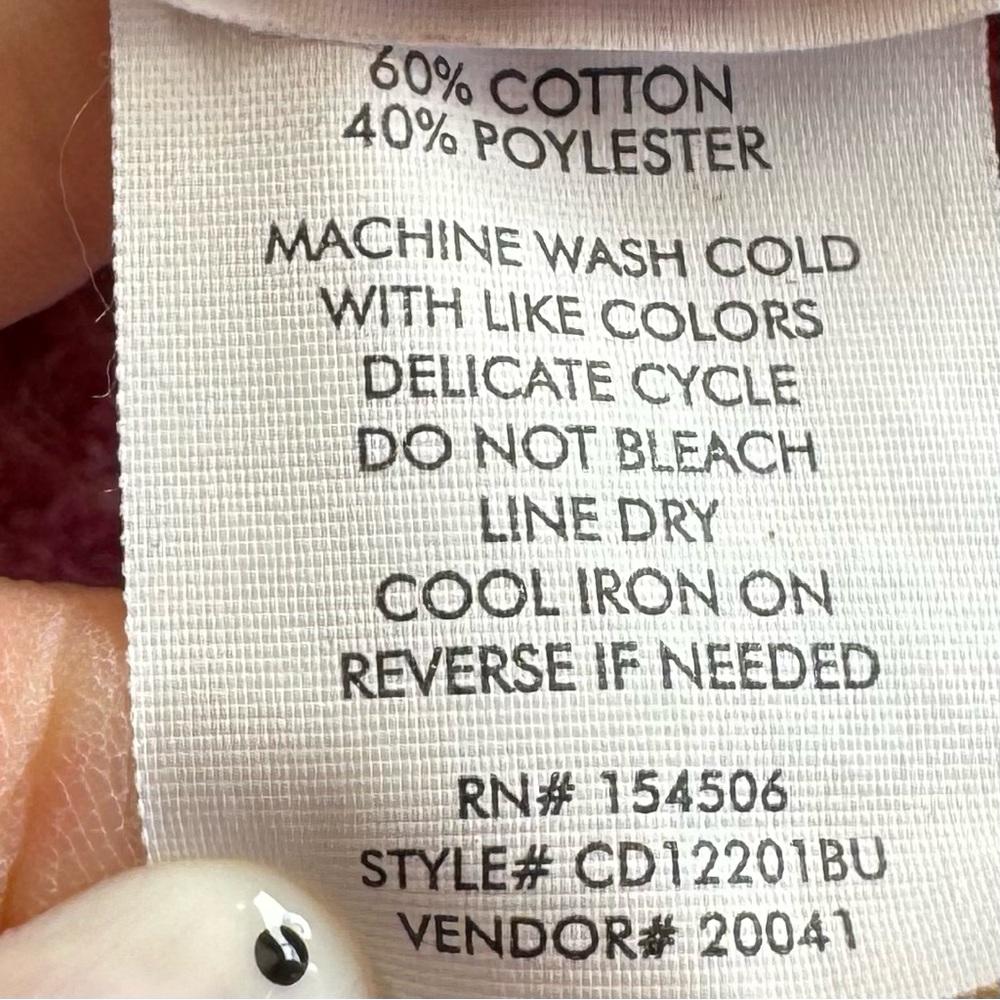 60% COTTON
40% POYLESTER
MACHINE WASH COLD
WITH LIKE COLORS
DELICATE CYCLE
DO NOT BLEACH
LINE DRY
COOL IRON ON
REVERSE IF NEEDED
RN# 154506
STYLE# CD12201BU
VENDOR# 20041